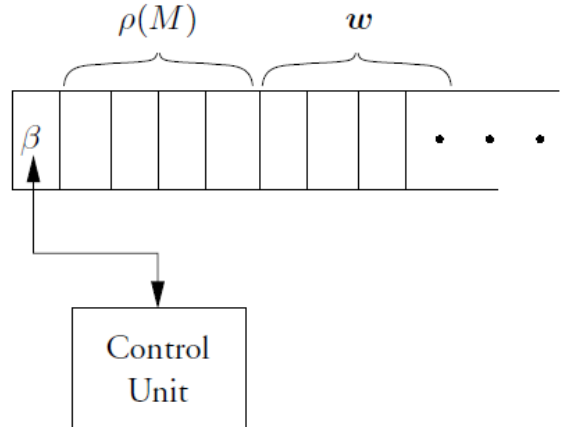 ρ(M) w
β
Control
Unit